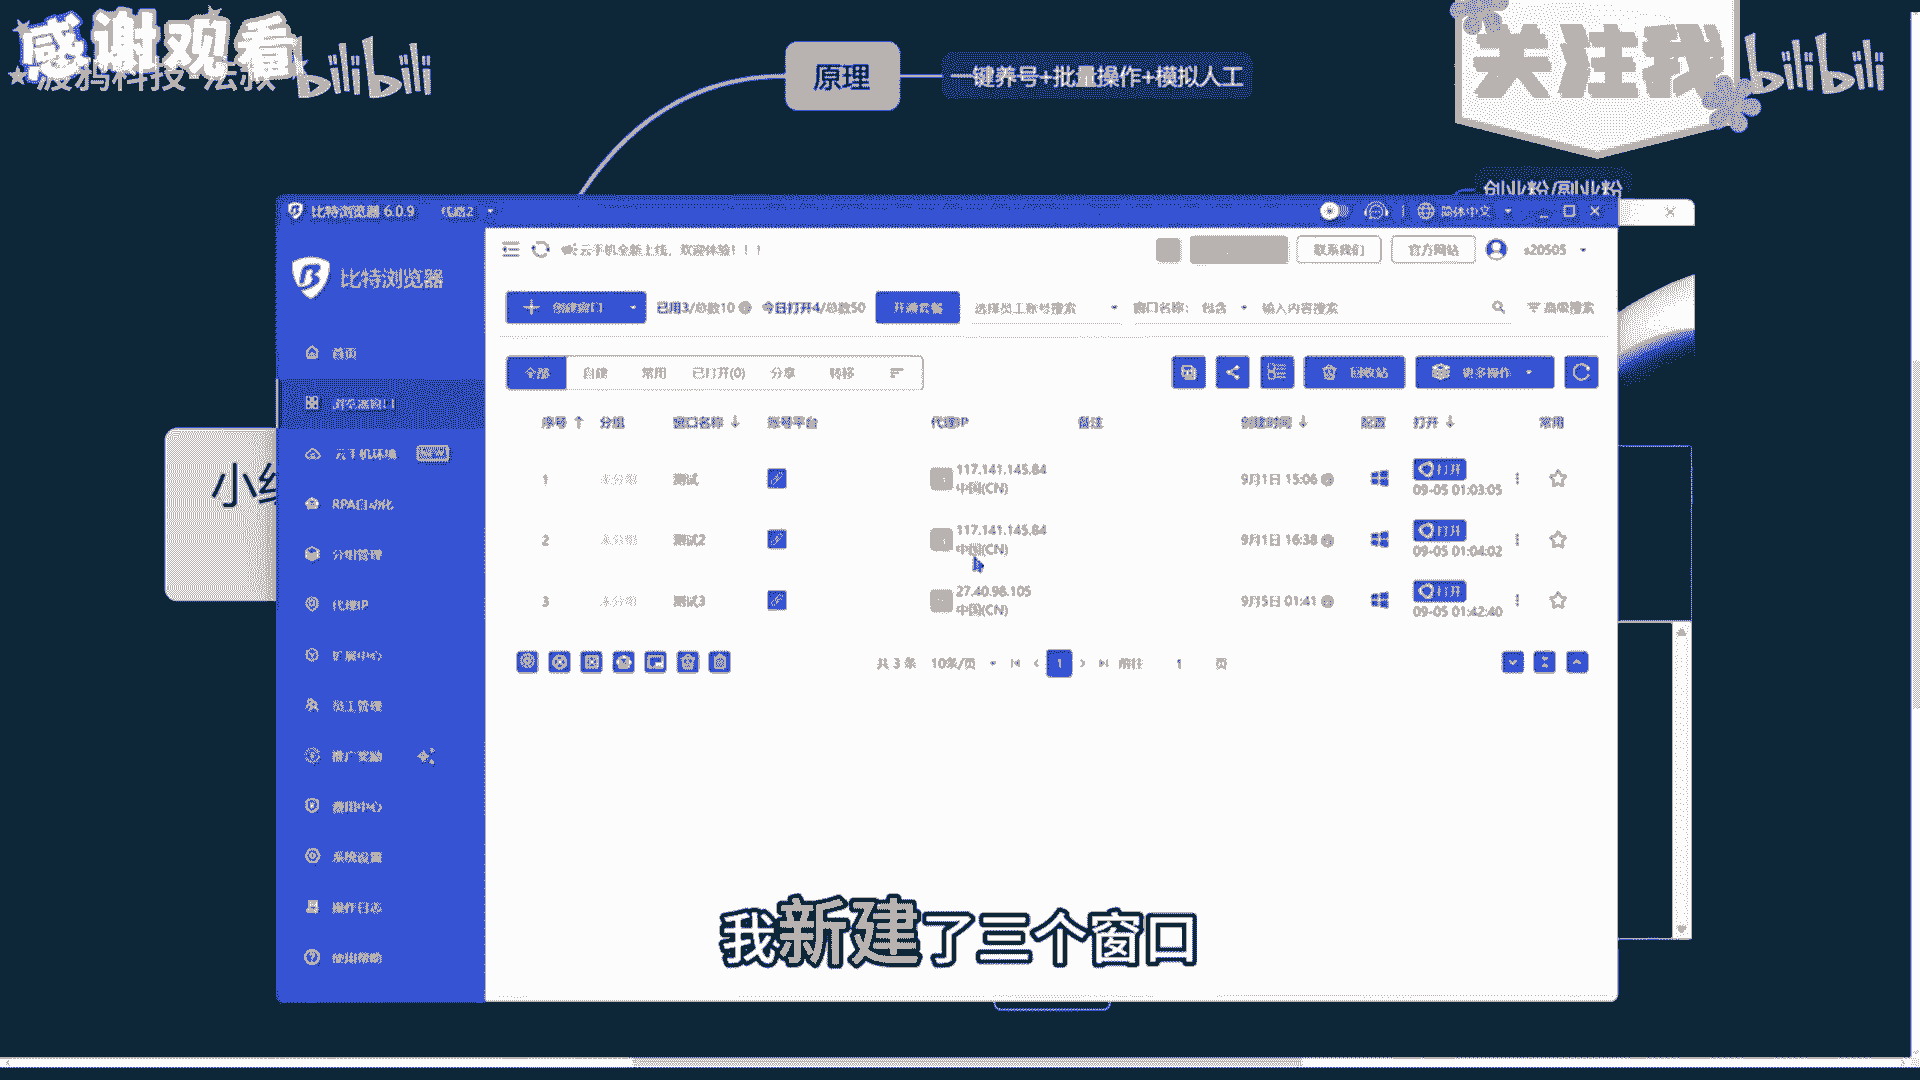 感谢观看
bilibili
渡鸦科技-法叔
原理
一键养号+批量操作+模拟人工
关注我
bilibili
创业粉/副业粉
比特浏览器 6.0.9
线路2
简体中文
比特浏览器
云手机全新上线，欢迎体验！！！
联系我们
官方网站
s20505
创建窗口
已用3/总数10
今日打开4/总数50
开通套餐
选择员工账号搜索
窗口名称：
包含
输入内容搜索
高级搜索
首页
浏览器窗口
云手机环境
RPA自动化
分组管理
代理IP
扩展中心
员工管理
推广奖励
费用中心
系统设置
操作日志
使用帮助
全部
自建
常用
已打开(0)
分享
转移
回收站
更多操作
序号
分组
窗口名称
账号平台
代理IP
备注
创建时间
配置
打开
常用
1
未分组
测试
117.141.145.84
中国(CN)
9月1日 15:06
打开
09-05 01:03:05
2
未分组
测试2
117.141.145.84
中国(CN)
9月1日 16:38
打开
09-05 01:04:02
3
未分组
测试3
27.40.98.105
中国(CN)
9月5日 01:41
打开
09-05 01:42:40
共 3 条
10条/页
1
前往
1
页
小红
我新建了三个窗口